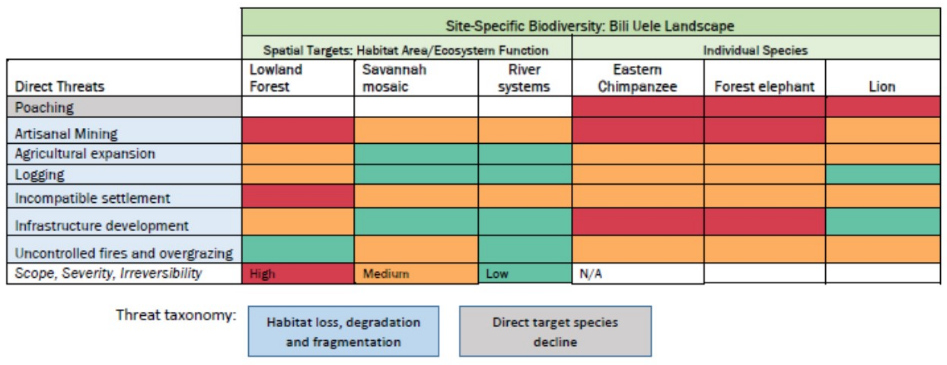 Site-Specific Biodiversity: Bili Uele Landscape
Spatial Targets: Habitat Area/Ecosystem Function Individual Species
Direct Threats Lowland Forest Savannah mosaic River systems Eastern Chimpanzee Forest elephant Lion
Poaching
Artisanal Mining
Agricultural expansion
Logging
Incompatible settlement
Infrastructure development
Uncontrolled fires and overgrazing
Scope, Severity, Irreversibility High Medium Low N/A
Threat taxonomy:
Habitat loss, degradation
and fragmentation
Direct target species
decline